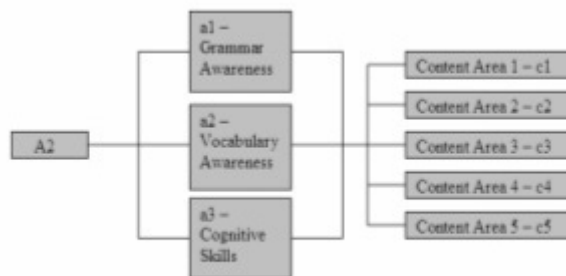 a1 –
Grammar
Awareness
A2
a2 –
Vocabulary
Awareness
a3 –
Cognitive
Skills
Content Area 1 – c1
Content Area 2 – c2
Content Area 3 – c3
Content Area 4 – c4
Content Area 5 – c5